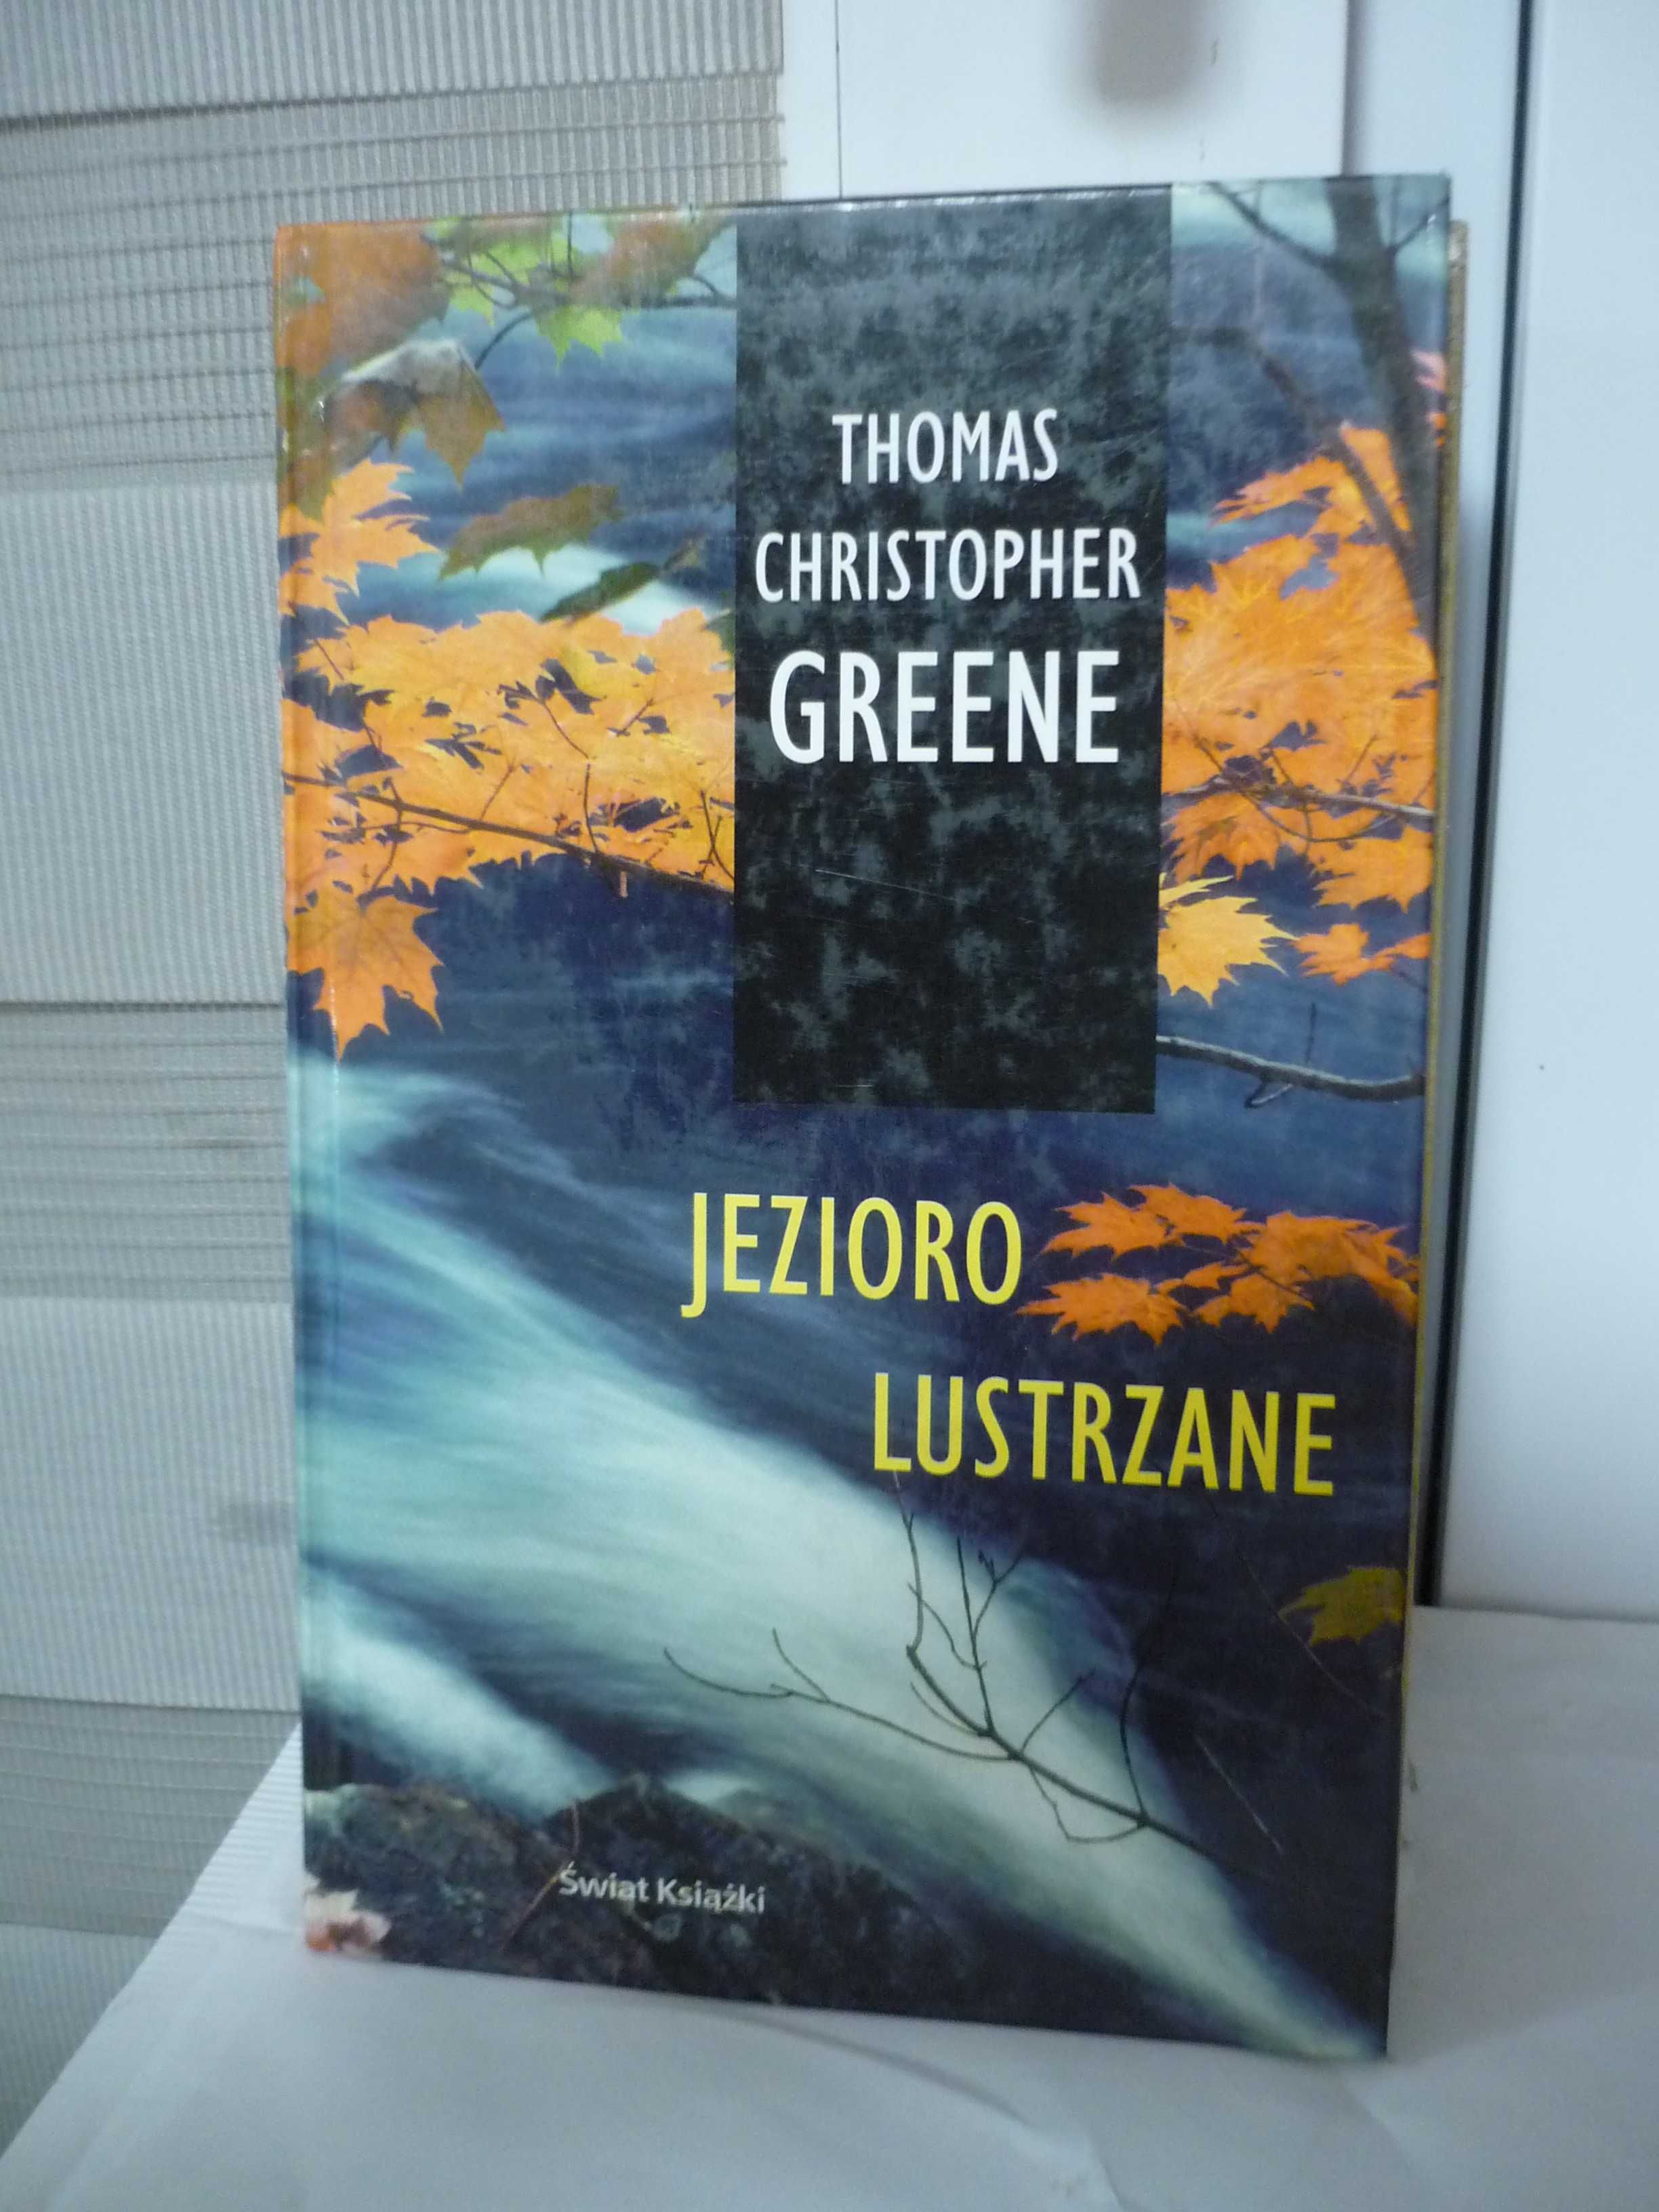 THOMAS
CHRISTOPHER
GREENE
JEZIORO
LUSTRZANE
Świat Książki